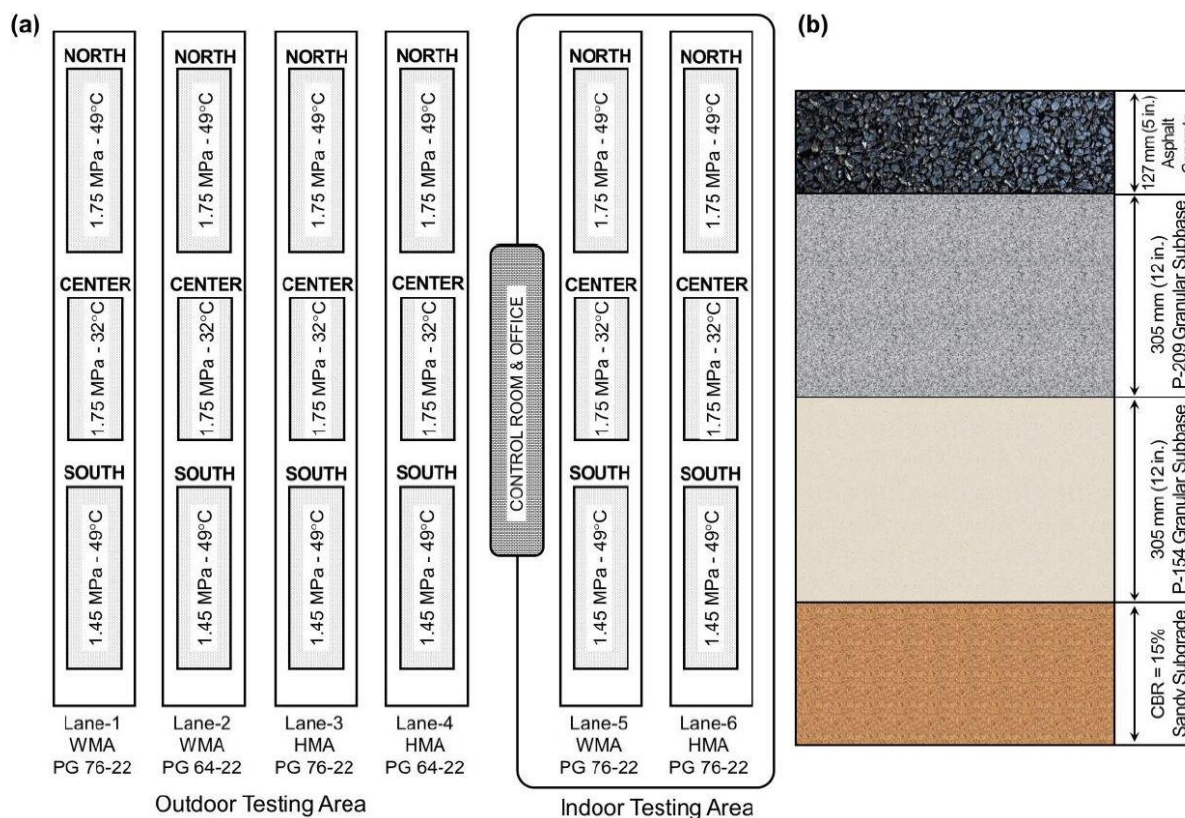 (a)
NORTH
1.75 MPa - 49°C
CENTER
1.75 MPa - 32°C
SOUTH
1.45 MPa - 49°C
Lane-1
WMA
PG 76-22
NORTH
1.75 MPa - 49°C
CENTER
1.75 MPa - 32°C
SOUTH
1.45 MPa - 49°C
Lane-2
WMA
PG 64-22
NORTH
1.75 MPa - 49°C
CENTER
1.75 MPa - 32°C
SOUTH
1.45 MPa - 49°C
Lane-3
HMA
PG 76-22
NORTH
1.75 MPa - 49°C
CENTER
1.75 MPa - 32°C
SOUTH
1.45 MPa - 49°C
Lane-4
HMA
PG 64-22
Outdoor Testing Area
CONTROL ROOM & OFFICE
NORTH
1.75 MPa - 49°C
CENTER
1.75 MPa - 32°C
SOUTH
1.45 MPa - 49°C
Lane-5
WMA
PG 76-22
NORTH
1.75 MPa - 49°C
CENTER
1.75 MPa - 32°C
SOUTH
1.45 MPa - 49°C
Lane-6
HMA
PG 76-22
Indoor Testing Area
(b)
127 mm (5 in.)
Asphalt
305 mm (12 in.)
P-209 Granular Subbase
305 mm (12 in.)
P-154 Granular Subbase
CBR = 15%
Sandy Subgrade